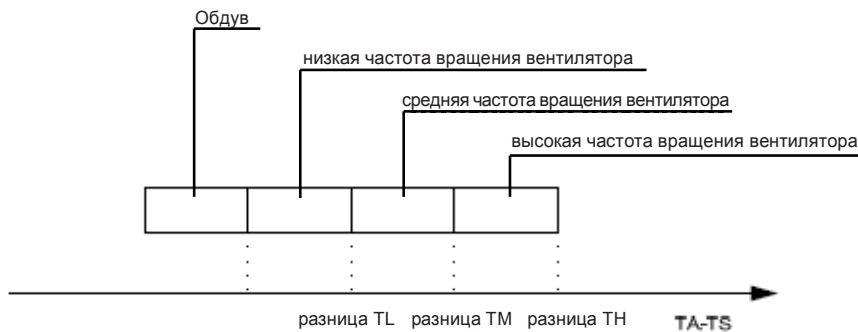 Обдув
низкая частота вращения вентилятора
средняя частота вращения вентилятора
высокая частота вращения вентилятора
разница TL разница TM разница TH TA-TS